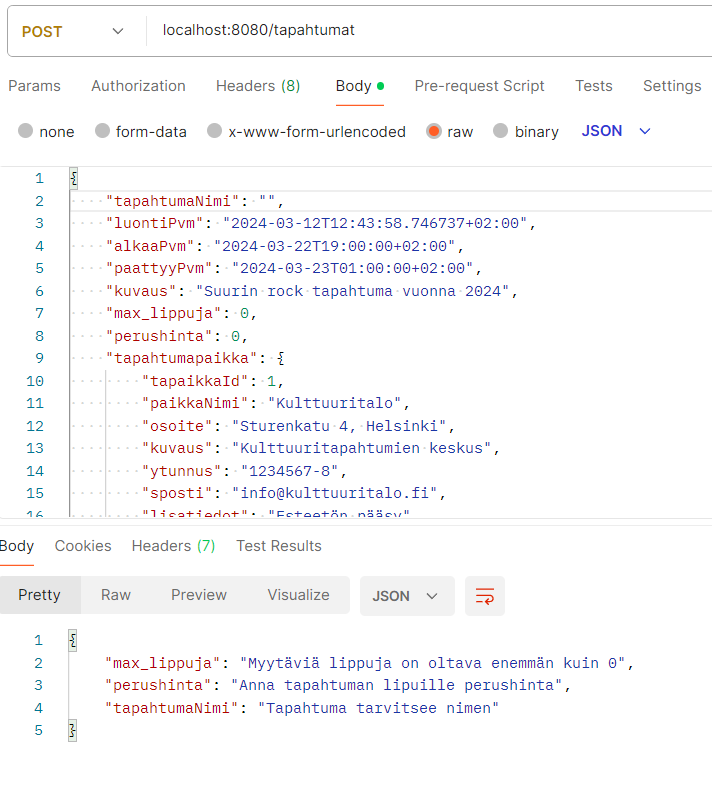 POST localhost:8080/tapahtumat
Params Authorization Headers (8) Body Pre-request Script Tests Settings
none form-data x-www-form-urlencoded raw binary JSON
1 {
2 "tapahtumaNimi": "",
3 "luontiPvm": "2024-03-12T12:43:58.746737+02:00",
4 "alkaaPvm": "2024-03-22T19:00:00+02:00",
5 "paattyyPvm": "2024-03-23T01:00:00+02:00",
6 "kuvaus": "Suurin rock tapahtuma vuonna 2024",
7 "max_lippuja": 0,
8 "perushinta": 0,
9 "tapahtumapaikka": {
10 "tapaikkaId": 1,
11 "paikkaNimi": "Kulttuuritalo",
12 "osoite": "Sturenkatu 4, Helsinki",
13 "kuvaus": "Kulttuuritapahtumien keskus",
14 "ytunnus": "1234567-8",
15 "sposti": "info@kulttuuritalo.fi",
16 "lisatiedot": "Esteetön pääsy"
Body Cookies Headers (7) Test Results
Pretty Raw Preview Visualize JSON
1 {
2 "max_lippuja": "Myytäviä lippuja on oltava enemmän kuin 0",
3 "perushinta": "Anna tapahtuman lipuille perushinta",
4 "tapahtumaNimi": "Tapahtuma tarvitsee nimen"
5 }